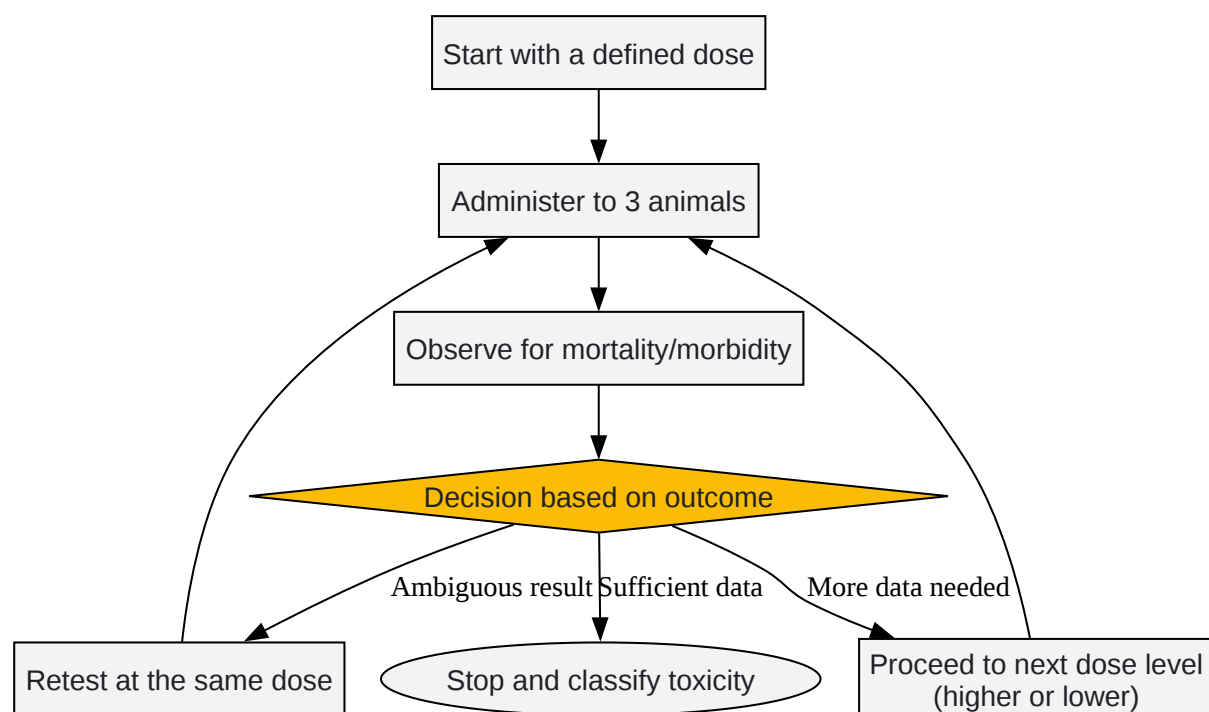 Start with a defined dose
Administer to 3 animals
Observe for mortality/morbidity
Decision based on outcome
Ambiguous result
Sufficient data
More data needed
Retest at the same dose
Stop and classify toxicity
Proceed to next dose level
(higher or lower)